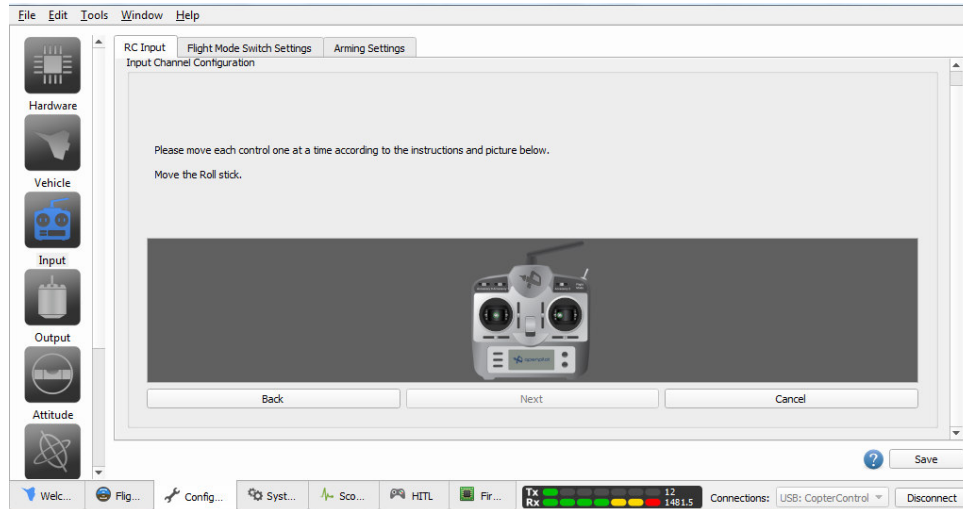 File Edit Tools Window Help
RC Input Flight Mode Switch Settings Arming Settings
Input Channel Configuration
Hardware
Please move each control one at a time according to the instructions and picture below.
Move the Roll stick.
Vehicle
Input
Output
openpilot
Back Next Cancel
Attitude
? Save
Welc... Flig... Config... Syst... Sco... HITL Fir... Tx 12 Connections: USB: CopterControl Disconnect
Rx 1481.5